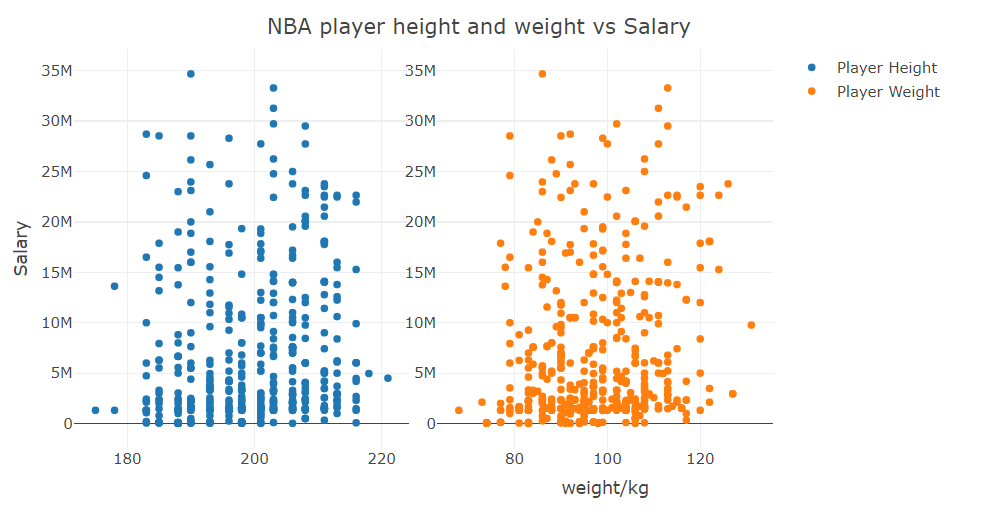 NBA player height and weight vs Salary
Player Height
Player Weight
Salary
35M
30M
25M
20M
15M
10M
5M
0
180
200
220
35M
30M
25M
20M
15M
10M
5M
0
80
100
120
weight/kg